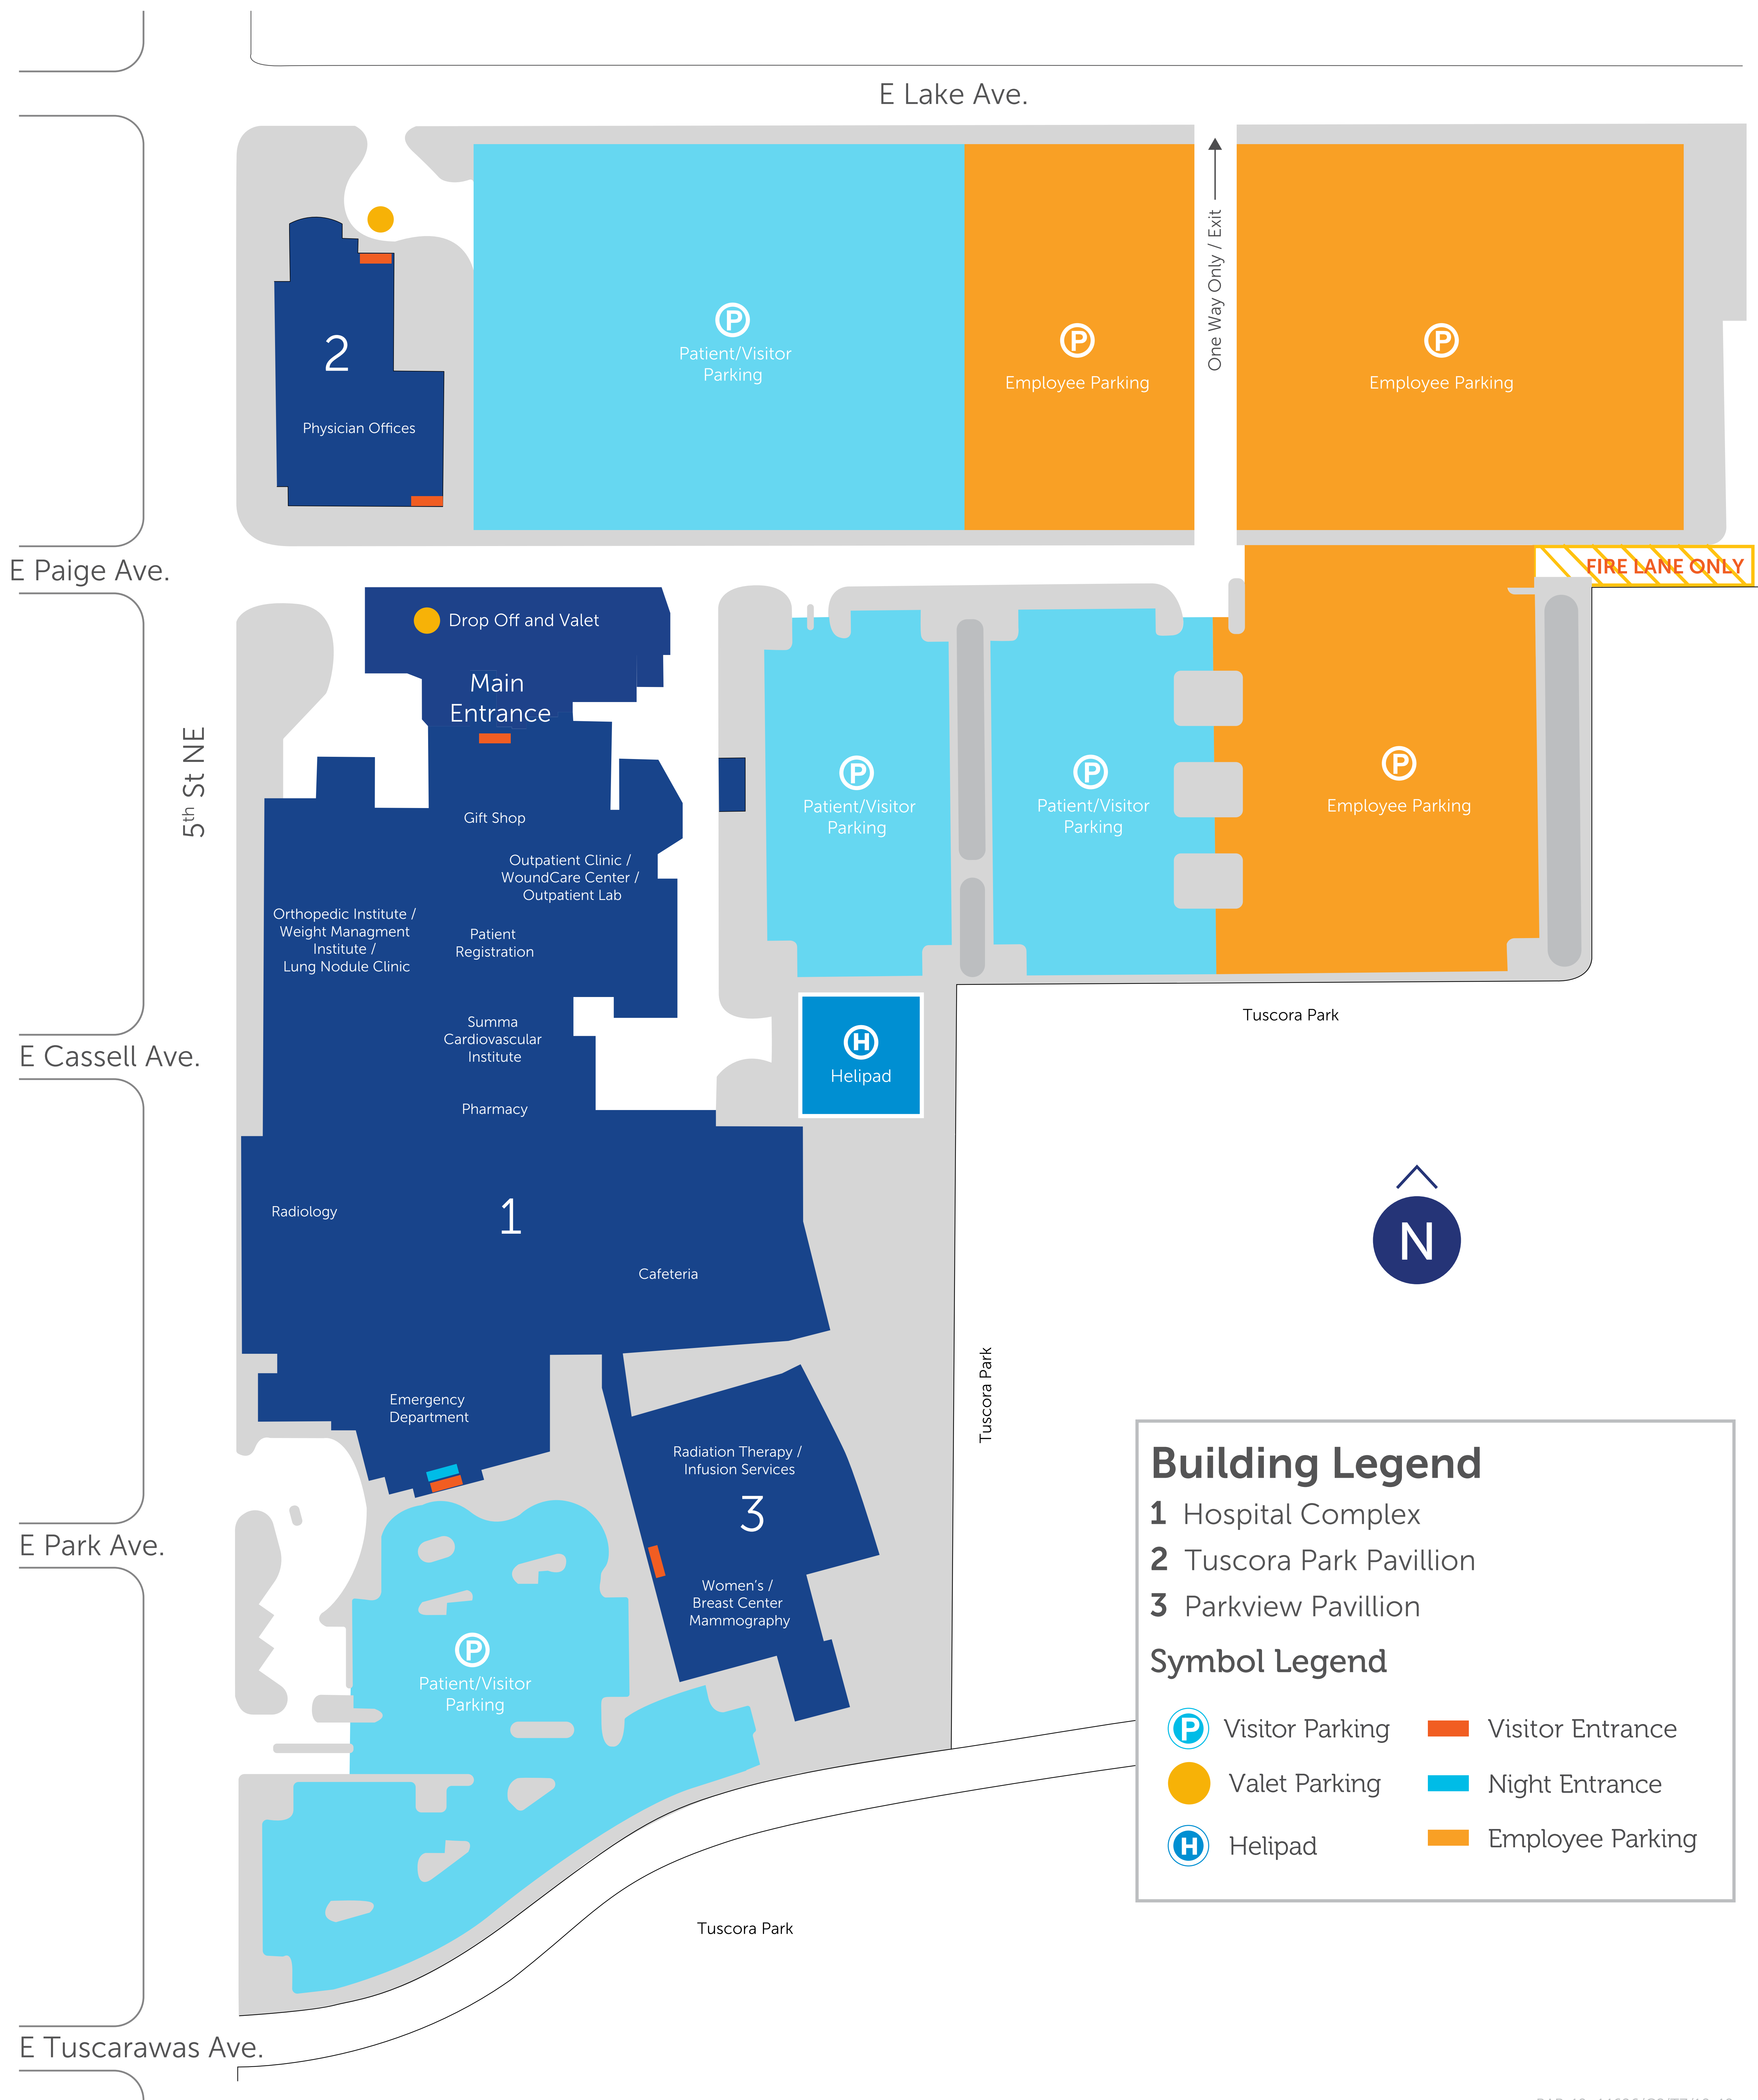 E Lake Ave.
One Way Only / Exit
P
Patient/Visitor
Parking
P
Employee Parking
P
Employee Parking
2
Physician Offices
E Paige Ave.
FIRE LANE ONLY
Drop Off and Valet
Main
Entrance
5th St NE
P
Patient/Visitor
Parking
P
Patient/Visitor
Parking
P
Employee Parking
Gift Shop
Outpatient Clinic /
WoundCare Center /
Outpatient Lab
Orthopedic Institute /
Weight Managment
Institute /
Lung Nodule Clinic
Patient
Registration
Tuscora Park
Summa
Cardiovascular
Institute
H
Helipad
E Cassell Ave.
Pharmacy
Radiology
1
Cafeteria
N
Tuscora Park
Emergency
Department
Radiation Therapy /
Infusion Services
3
Women's /
Breast Center
Mammography
E Park Ave.
P
Patient/Visitor
Parking
Building Legend
1 Hospital Complex
2 Tuscora Park Pavillion
3 Parkview Pavillion
Symbol Legend
P Visitor Parking
Visitor Entrance
Valet Parking
Night Entrance
H Helipad
Employee Parking
Tuscora Park
E Tuscarawas Ave.